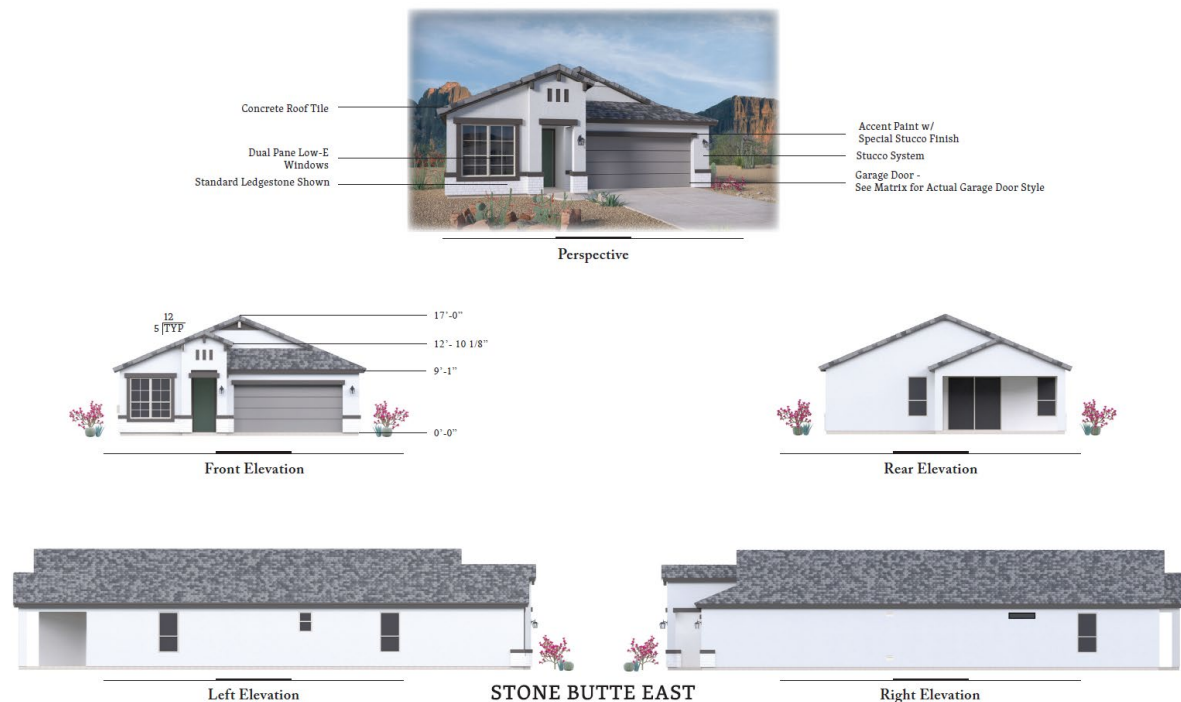 Concrete Roof Tile
Dual Pane Low-E
Windows
Standard Ledgestone Shown
Accent Paint w/
Special Stucco Finish
Stucco System
Garage Door -
See Matrix for Actual Garage Door Style
Perspective
12
5 TYP
17'-0"
12'- 10 1/8"
9'-1"
0'-0"
Front Elevation
Rear Elevation
Left Elevation
STONE BUTTE EAST
Right Elevation